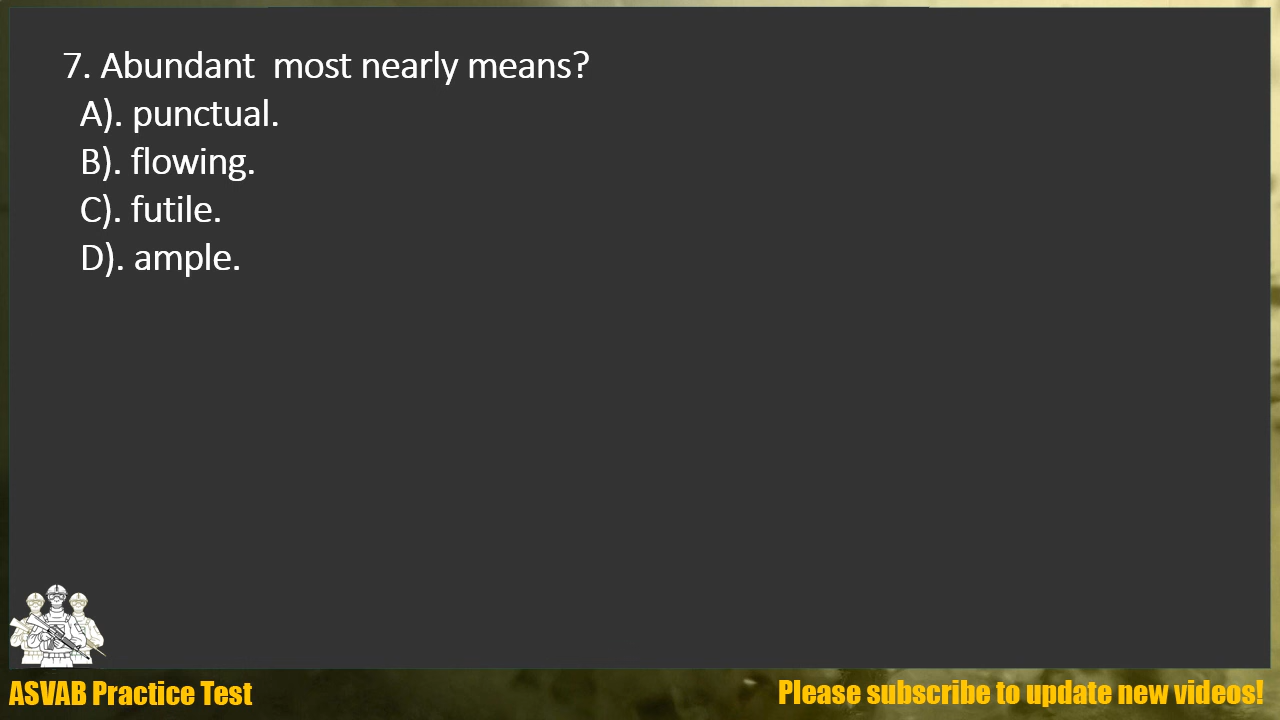 7. Abundant  most nearly means?
A). punctual.
B). flowing.
C). futile.
D). ample.
ASVAB Practice Test
Please subscribe to update new videos!